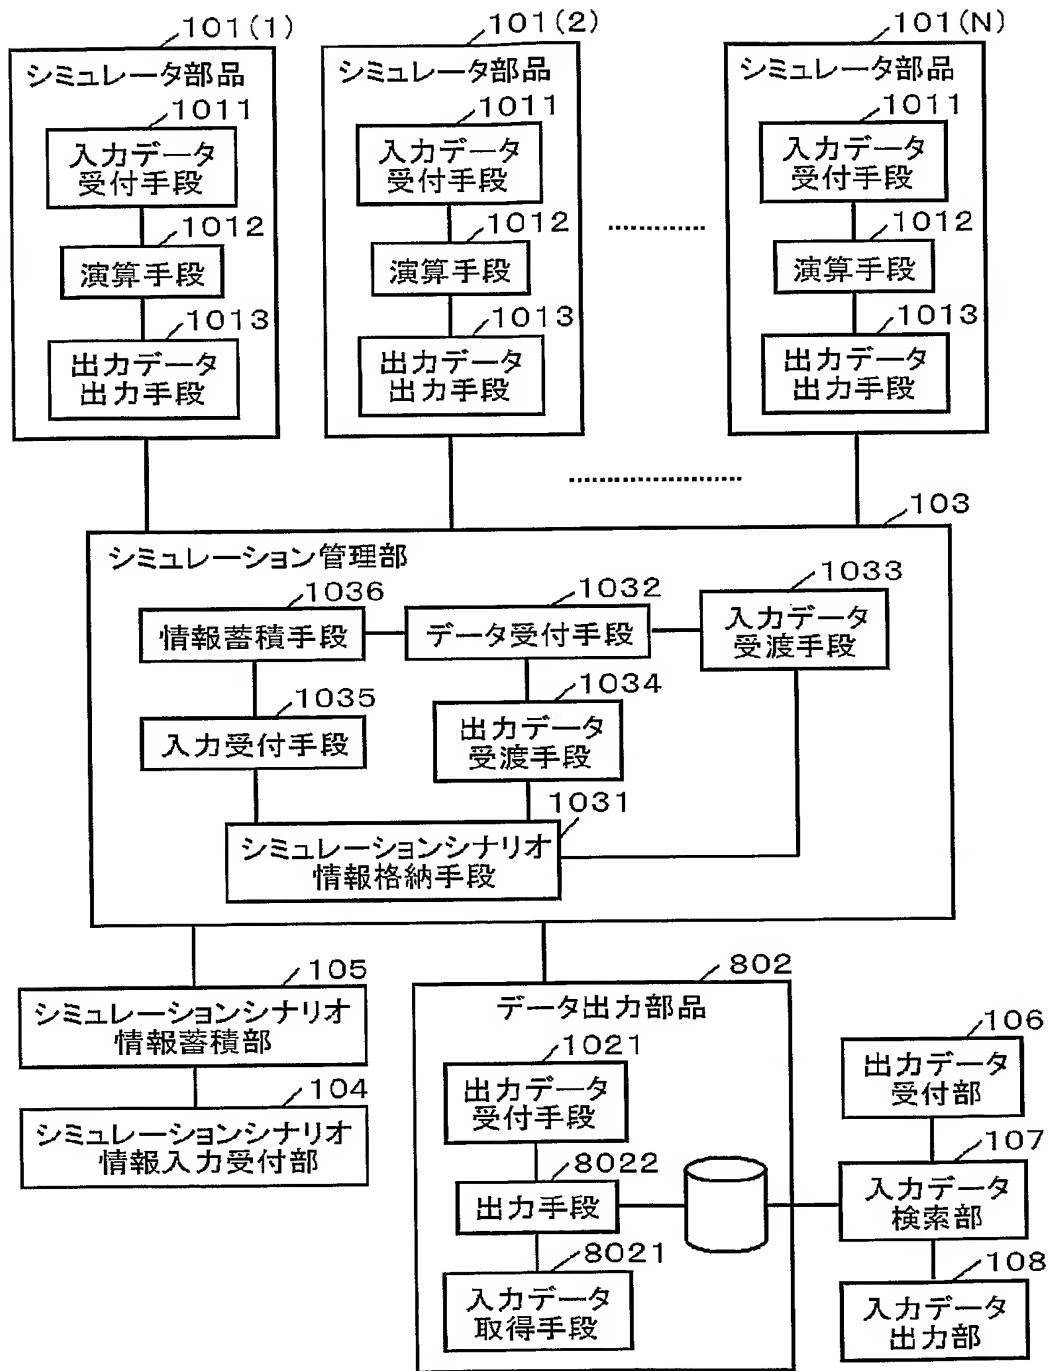 101(1)
シミュレータ部品
1011
入力データ
受付手段
1012
演算手段
1013
出力データ
出力手段
101(2)
シミュレータ部品
1011
入力データ
受付手段
1012
演算手段
1013
出力データ
出力手段
101(N)
シミュレータ部品
1011
入力データ
受付手段
1012
演算手段
1013
出力データ
出力手段
103
シミュレーション管理部
1036
情報蓄積手段
1032
データ受付手段
1033
入力データ
受渡手段
1035
入力受付手段
1034
出力データ
受渡手段
1031
シミュレーションシナリオ
情報格納手段
105
シミュレーションシナリオ
情報蓄積部
104
シミュレーションシナリオ
情報入力受付部
802
データ出力部品
1021
出力データ
受付手段
8022
出力手段
8021
入力データ
取得手段
106
出力データ
受付部
107
入力データ
検索部
108
入力データ
出力部